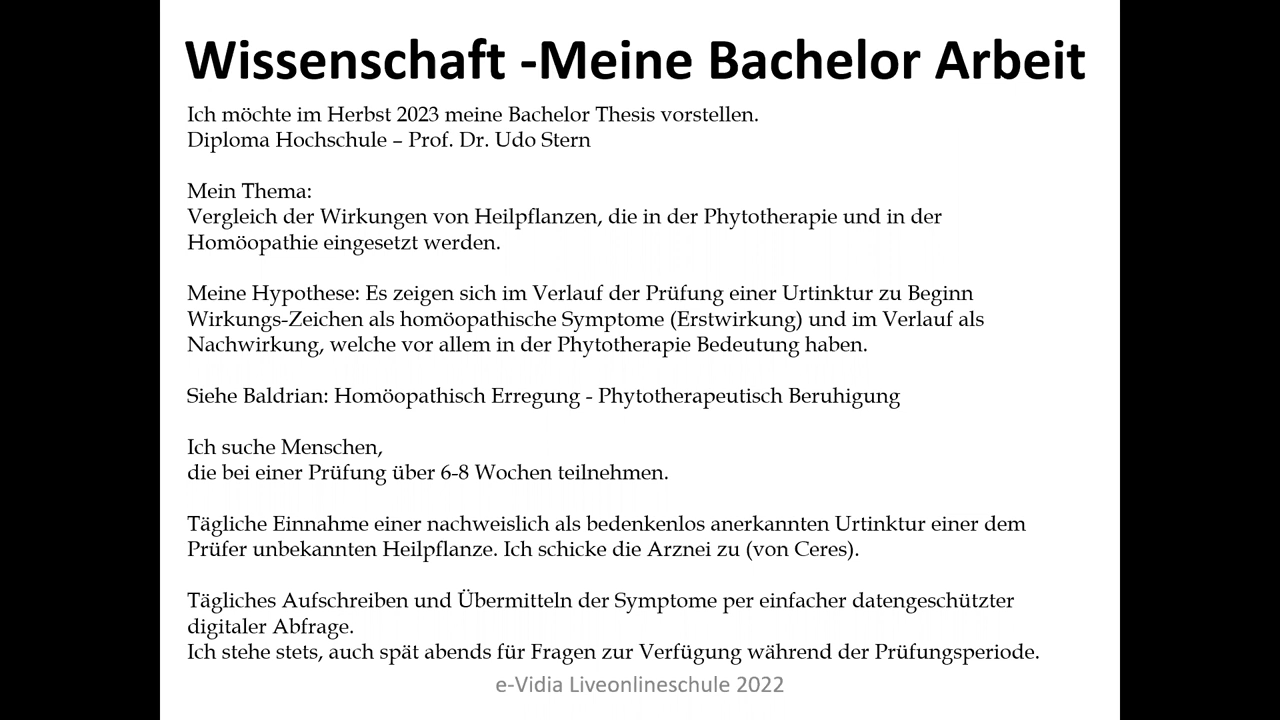 Wissenschaft -Meine Bachelor Arbeit
Ich möchte im Herbst 2023 meine Bachelor Thesis vorstellen.
Diploma Hochschule – Prof. Dr. Udo Stern
Mein Thema:
Vergleich der Wirkungen von Heilpflanzen, die in der Phytotherapie und in der
Homöopathie eingesetzt werden.
Meine Hypothese: Es zeigen sich im Verlauf der Prüfung einer Urtinktur zu Beginn
Wirkungs-Zeichen als homöopathische Symptome (Erstwirkung) und im Verlauf als
Nachwirkung, welche vor allem in der Phytotherapie Bedeutung haben.
Siehe Baldrian: Homöopathisch Erregung - Phytotherapeutisch Beruhigung
Ich suche Menschen,
die bei einer Prüfung über 6-8 Wochen teilnehmen.
Tägliche Einnahme einer nachweislich als bedenkenlos anerkannten Urtinktur einer dem
Prüfer unbekannten Heilpflanze. Ich schicke die Arznei zu (von Ceres).
Tägliches Aufschreiben und Übermitteln der Symptome per einfacher datengeschützter
digitaler Abfrage.
Ich stehe stets, auch spät abends für Fragen zur Verfügung während der Prüfungsperiode.
e-Vidia Liveonlineschule 2022